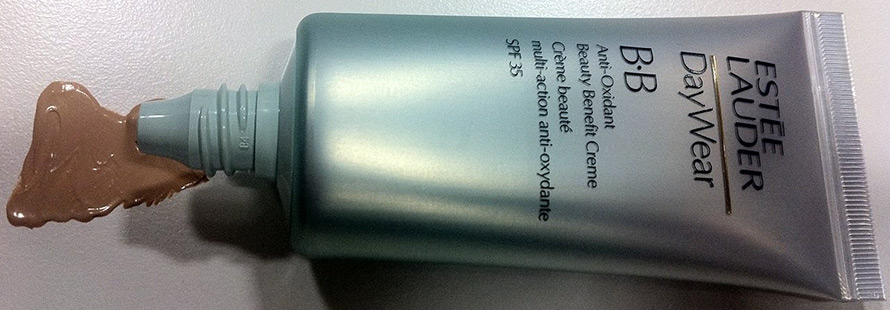 ESTĒE
LAUDER
DayWear
B·B
Anti-Oxidant
Beauty Benefit Creme
Crème beauté
multi-action anti-oxydante
SPF 35